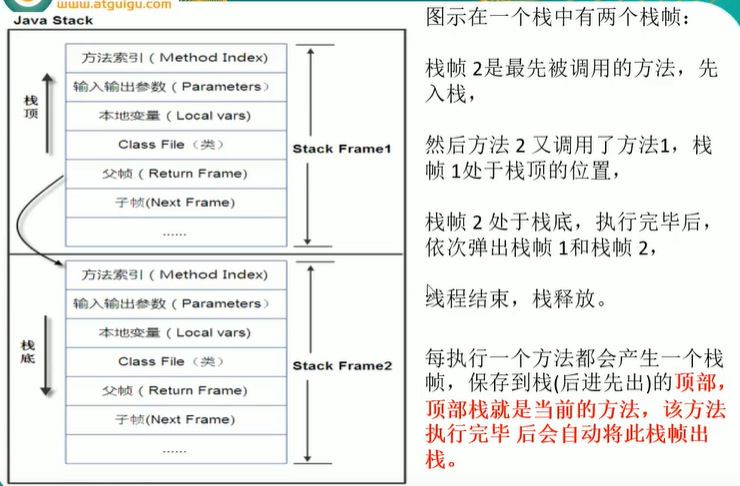 www.atguigu.com
Java Stack
栈顶
方法索引 ( Method Index)
输入输出参数 ( Parameters )
本地变量 ( Local vars)
Class File （类）
父帧 ( Return Frame)
子帧(Next Frame)
......
Stack Frame1
栈底
方法索引 ( Method Index)
输入输出参数 ( Parameters )
本地变量 ( Local vars)
Class File （类）
父帧 ( Return Frame)
子帧(Next Frame)
......
Stack Frame2
图示在一个栈中有两个栈帧：
栈帧 2是最先被调用的方法，先
入栈，
然后方法 2 又调用了方法1，栈
帧 1处于栈顶的位置，
栈帧 2 处于栈底，执行完毕后，
依次弹出栈帧 1和栈帧 2，
线程结束，栈释放。
每执行一个方法都会产生一个栈
帧，保存到栈(后进先出)的顶部，
顶部栈就是当前的方法，该方法
执行完毕 后会自动将此栈帧出
栈。